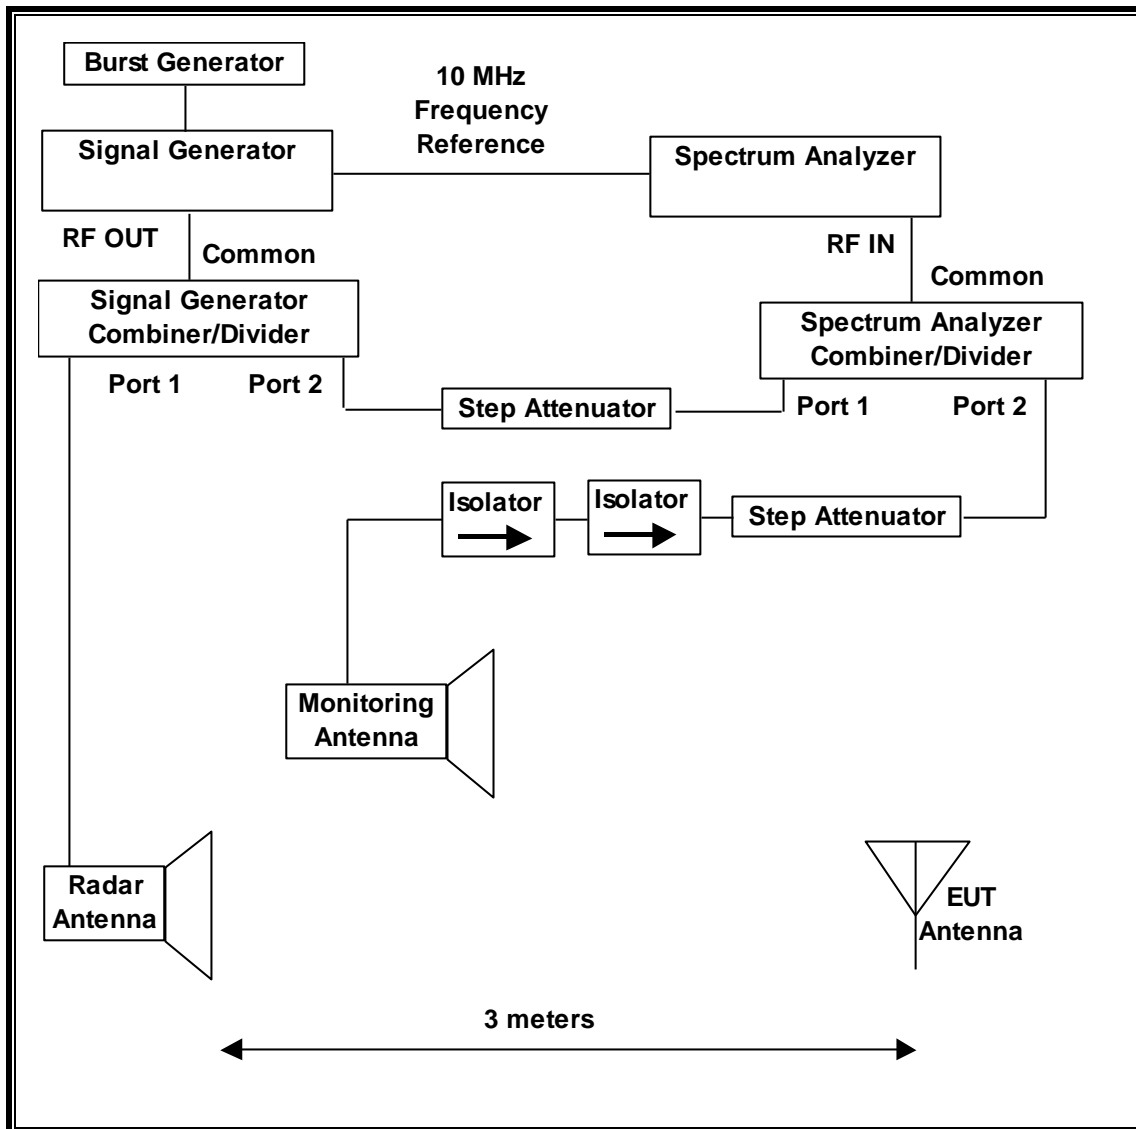 Burst Generator
10 MHz
Frequency
Reference
Signal Generator
Spectrum Analyzer
RF OUT
Common
RF IN
Common
Signal Generator
Combiner/Divider
Spectrum Analyzer
Combiner/Divider
Port 1
Port 2
Step Attenuator
Port 1
Port 2
Isolator
Isolator
Step Attenuator
Monitoring
Antenna
Radar
Antenna
EUT
Antenna
3 meters